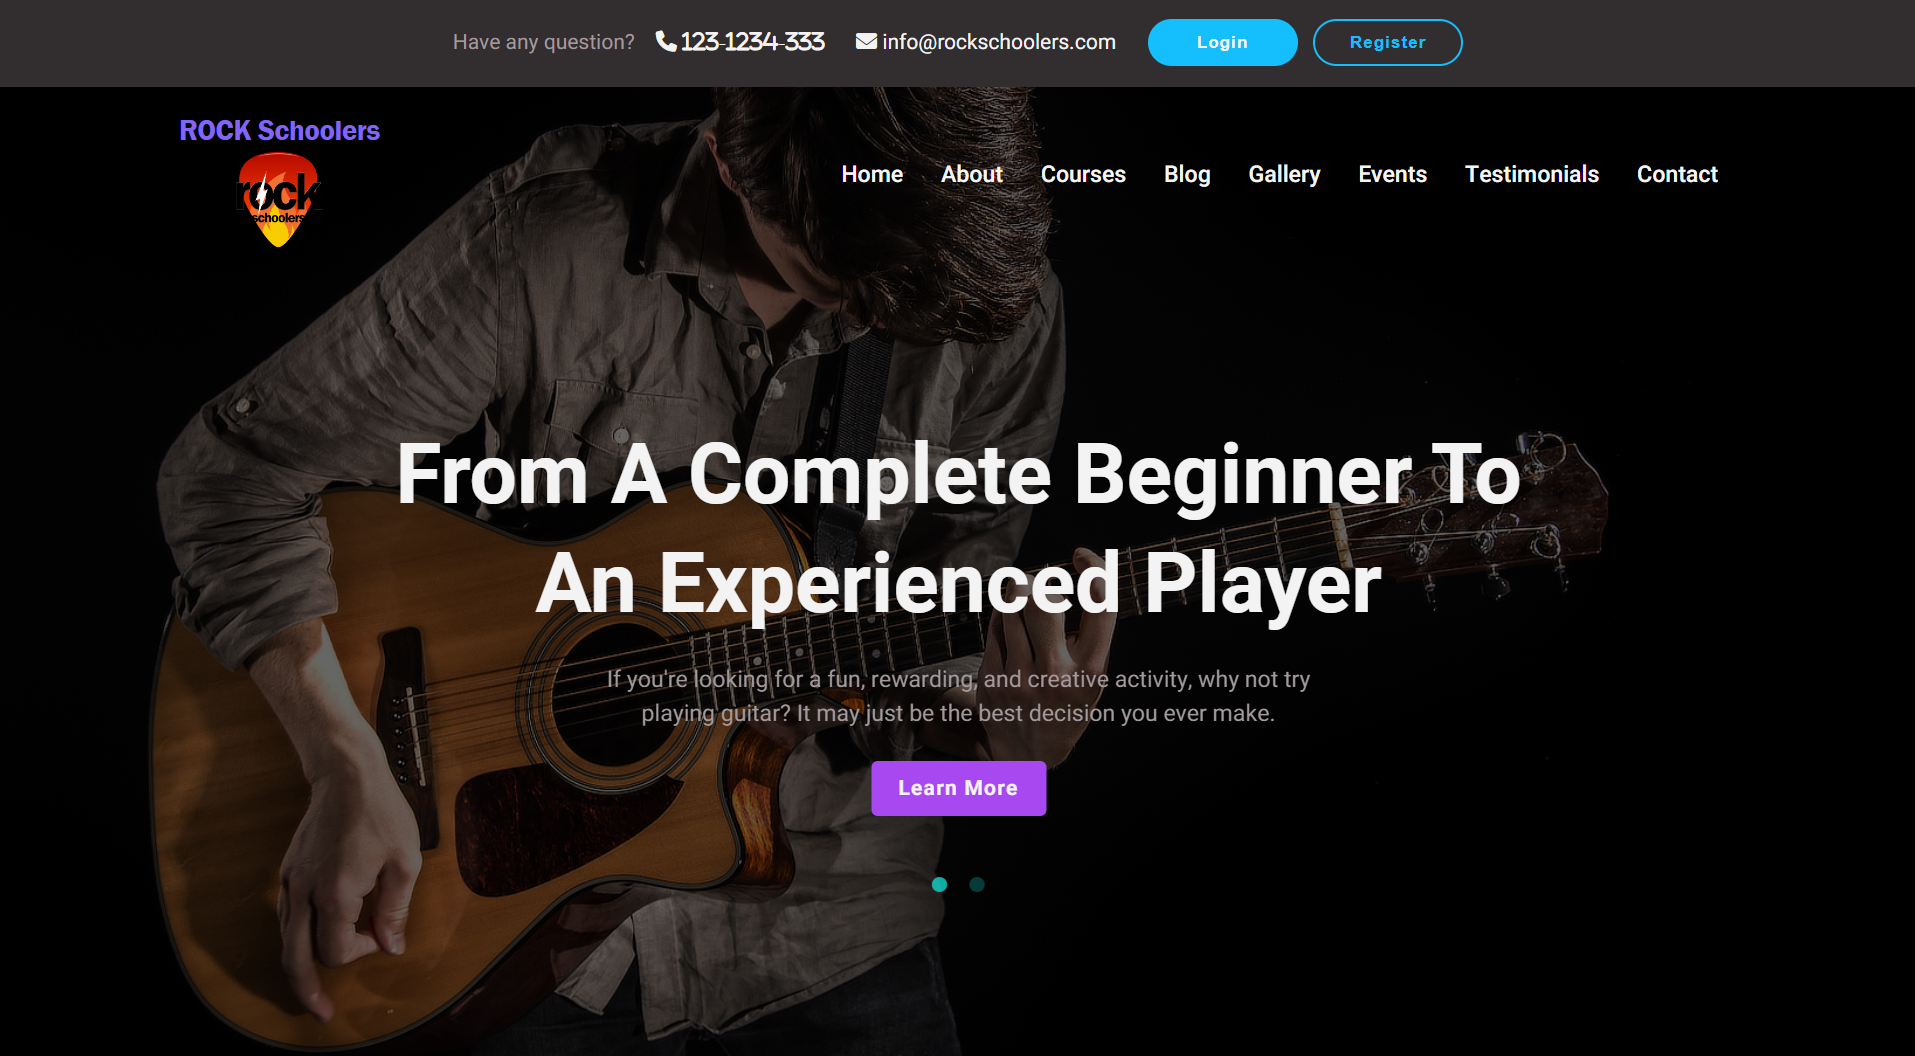 Have any question? 123-1234-333 info@rockschoolers.com Login Register
ROCK Schoolers
rock
schoolers
Home About Courses Blog Gallery Events Testimonials Contact
From A Complete Beginner To
An Experienced Player
If you're looking for a fun, rewarding, and creative activity, why not try
playing guitar? It may just be the best decision you ever make.
Learn More